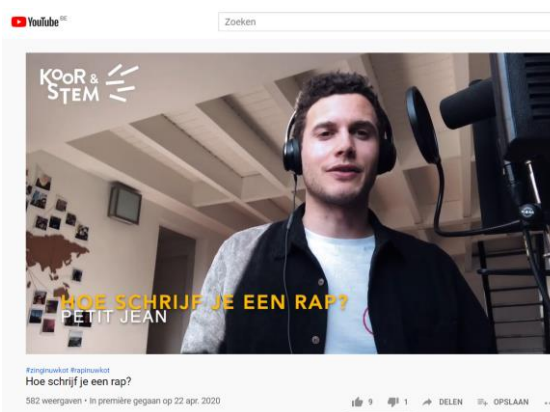 YouTube BE
Zoeken
KOOR &
STEM
HOE SCHRIJF JE EEN RAP?
PETIT JEAN
#zinginuwkot #rapinuwkot
Hoe schrijf je een rap?
582 weergaven • In première gegaan op 22 apr. 2020
9 1 DELEN OPSLAAN